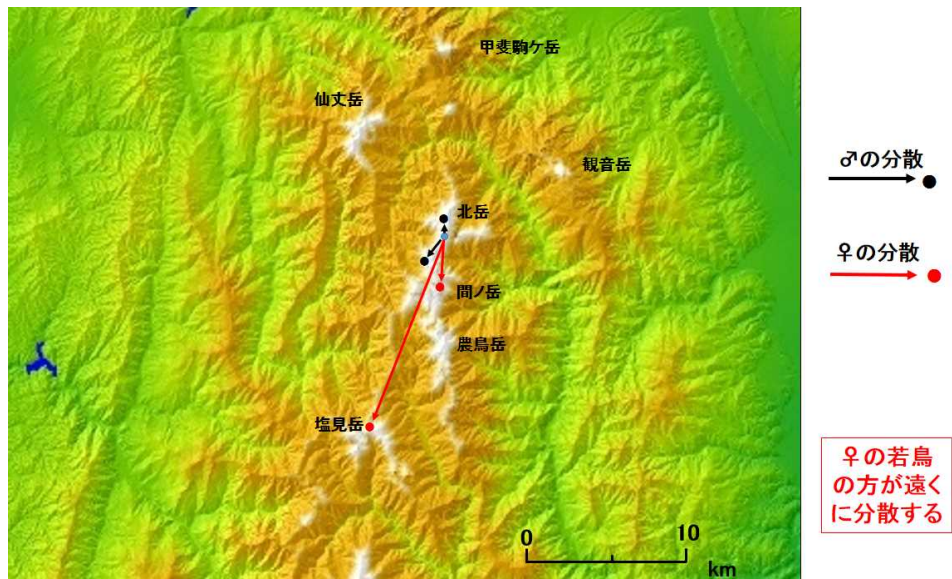 甲斐駒ケ岳
仙丈岳
観音岳
北岳
間ノ岳
農鳥岳
塩見岳
0 10
km
♂の分散
♀の分散
♀の若鳥
の方が遠く
に分散する